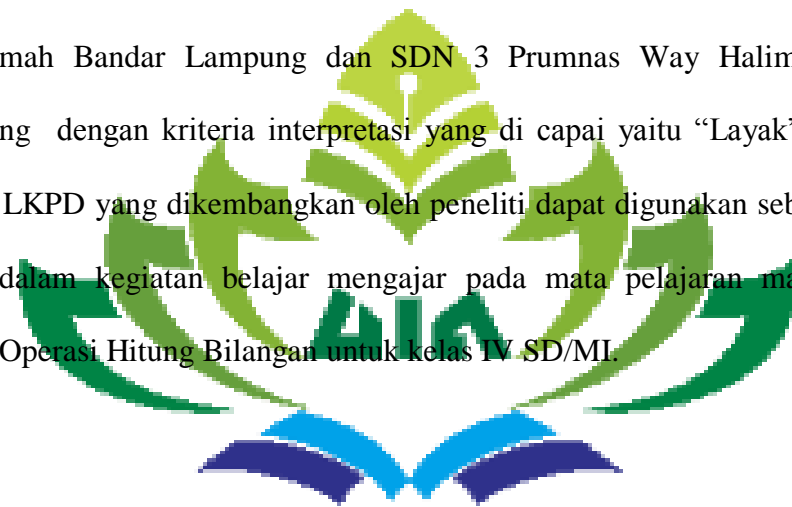 mah Bandar Lampung dan SDN 3 Prumnas Way Halim
ng dengan kriteria interpretasi yang di capai yaitu “Layak”
LKPD yang dikembangkan oleh peneliti dapat digunakan seb
dalam kegiatan belajar mengajar pada mata pelajaran ma
Operasi Hitung Bilangan untuk kelas IV SD/MI.
UIN